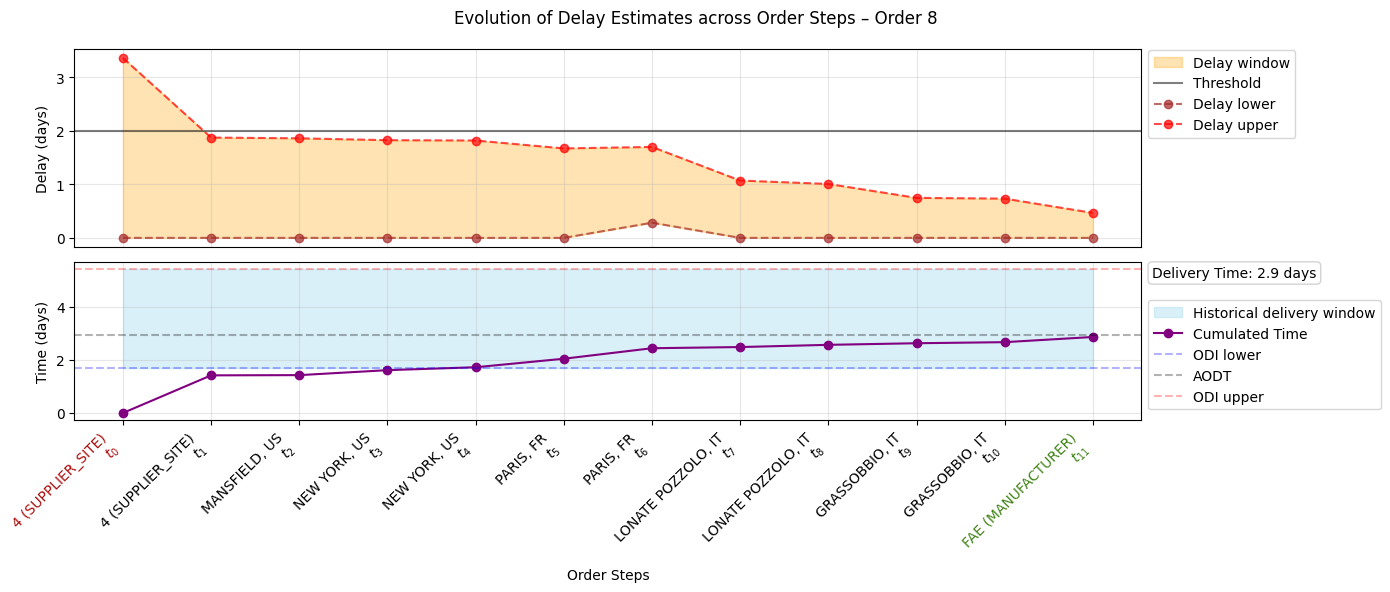 Evolution of Delay Estimates across Order Steps – Order 8
Delay (days)
3
2
1
0
Delay window
Threshold
Delay lower
Delay upper
Time (days)
4
2
0
Delivery Time: 2.9 days
Historical delivery window
Cumulated Time
ODI lower
AODT
ODI upper
4 (SUPPLIER_SITE)
t0
4 (SUPPLIER_SITE)
t1
MANSFIELD, US
t2
NEW YORK, US
t3
NEW YORK, US
t4
PARIS, FR
t5
PARIS, FR
t6
LONATE POZZOLO, IT
t7
LONATE POZZOLO, IT
t8
GRASSOBBIO, IT
t9
GRASSOBBIO, IT
t10
FAE (MANUFACTURER)
t11
Order Steps